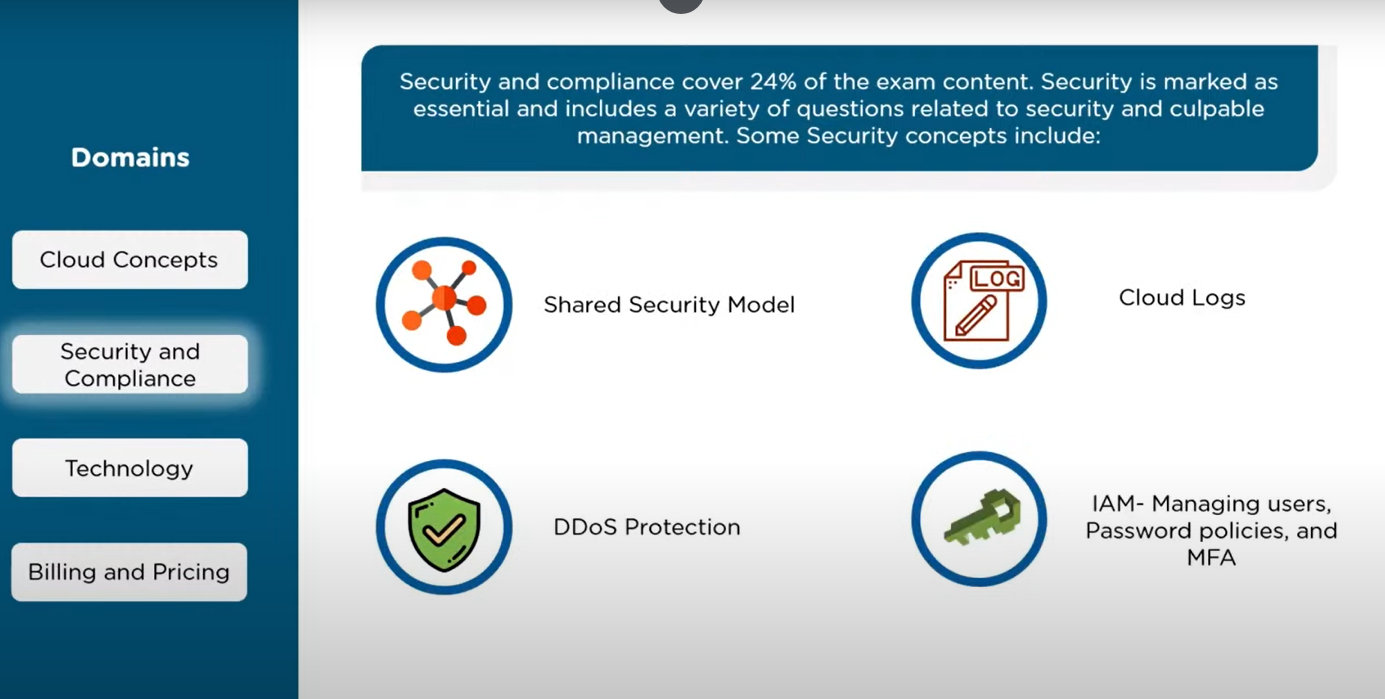 Domains
Cloud Concepts
Security and
Compliance
Technology
Billing and Pricing
Security and compliance cover 24% of the exam content. Security is marked as
essential and includes a variety of questions related to security and culpable
management. Some Security concepts include:
Shared Security Model
LOG
Cloud Logs
DDoS Protection
IAM- Managing users,
Password policies, and
MFA